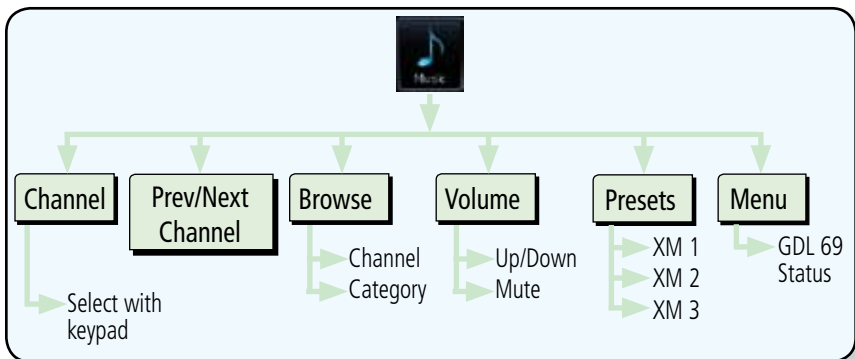 Music
Channel
Prev/Next
Channel
Browse
Volume
Presets
Menu
Select with
keypad
Channel
Category
Up/Down
Mute
XM 1
XM 2
XM 3
GDL 69
Status